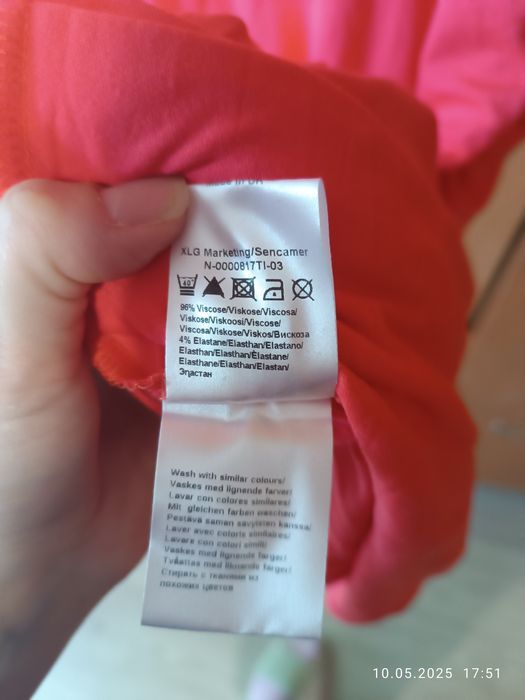 XLG Marketing/Sencamer
N-0000817TI-03
40
96% Viscose/Viskose/Viscosa/
Viskose/Viskoosi/Viscose/
Viscosa/Viskose/Viskos/Вискоза
4% Elastane/Elasthan/Elastano/
Elasthan/Elasthan/Élastane/
Elasthane/Elasthan/Elastan/
Эластан
Wash with similar colours/
Vaskes med lignende farver/
Lavar con colores similares/
Mit gleichen farben waschen/
Pestävä saman sävyisten kanssa/
Laver avec coloris similaires/
Lavare con colori simili/
Vaskes med lignende farger/
Tvättas med liknande farger/
Стирать с тканями из
похожих цветов
10.05.2025 17:51